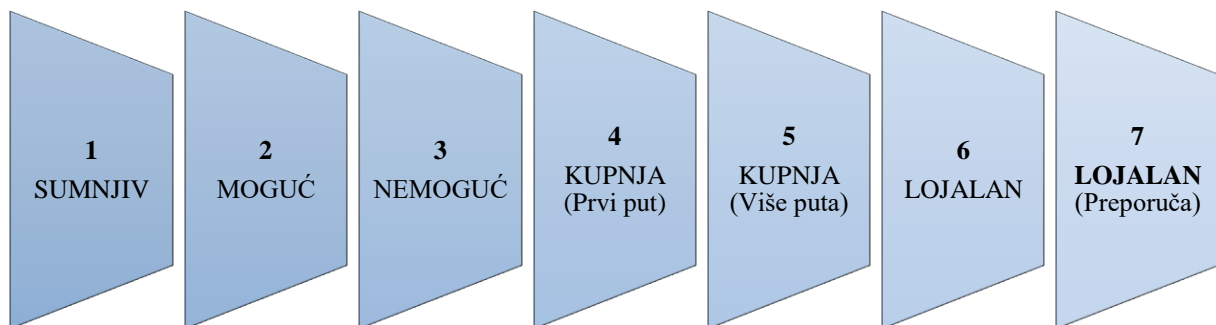 1
SUMNJIV
2
MOGUĆ
3
NEMOGUĆ
4
KUPNJA
(Prvi put)
5
KUPNJA
(Više puta)
6
LOJALAN
7
LOJALAN
(Preporuča)